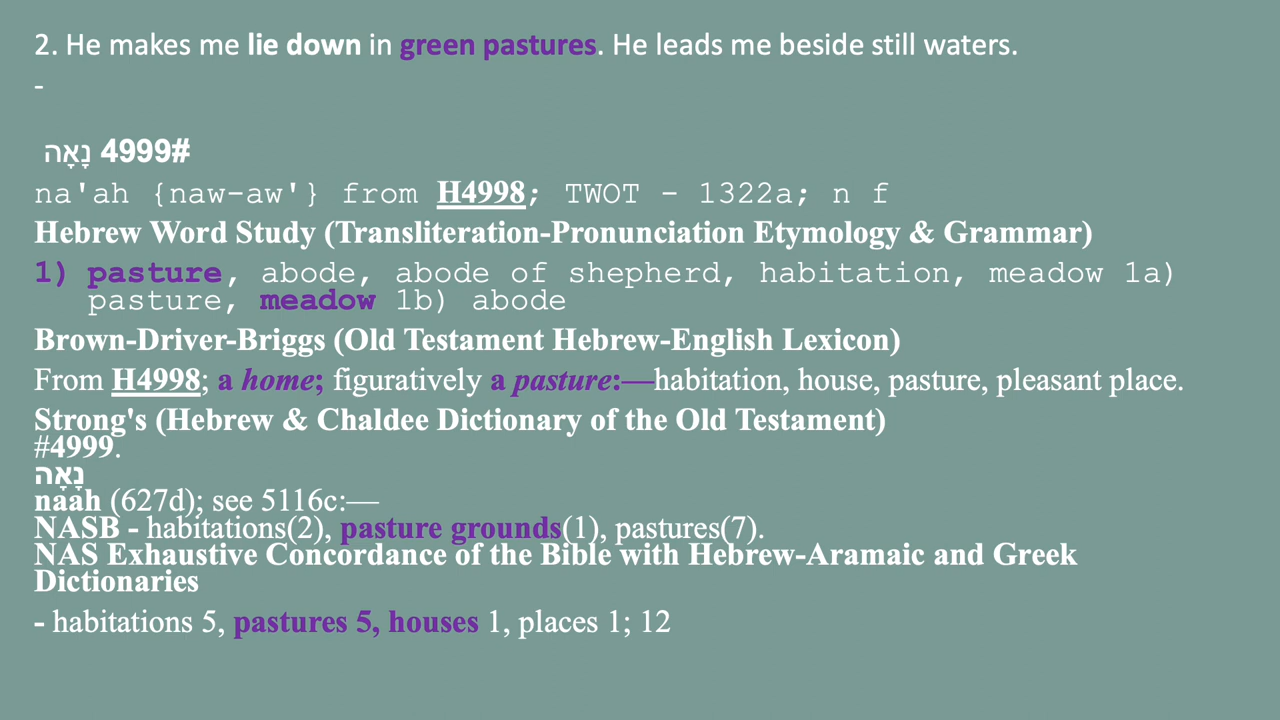 2. He makes me lie down in green pastures. He leads me beside still waters.
-
נָאָה 4999#
na'ah {naw-aw'} from H4998; TWOT - 1322a; n f
Hebrew Word Study (Transliteration-Pronunciation Etymology & Grammar)
1) pasture, abode, abode of shepherd, habitation, meadow 1a)
pasture, meadow 1b) abode
Brown-Driver-Briggs (Old Testament Hebrew-English Lexicon)
From H4998; a home; figuratively a pasture:—habitation, house, pasture, pleasant place.
Strong's (Hebrew & Chaldee Dictionary of the Old Testament)
#4999.
נָאָה
naah (627d); see 5116c:—
NASB - habitations(2), pasture grounds(1), pastures(7).
NAS Exhaustive Concordance of the Bible with Hebrew-Aramaic and Greek
Dictionaries
- habitations 5, pastures 5, houses 1, places 1; 12